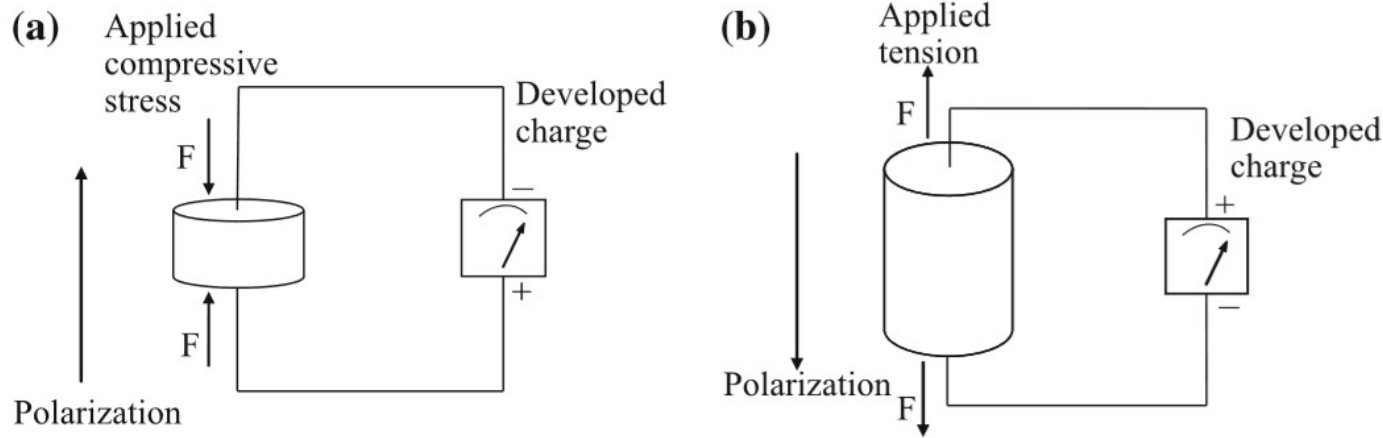 (a)
Applied
compressive
stress
F
Developed
charge
−
+
F
Polarization
(b)
Applied
tension
F
Developed
charge
+
−
Polarization
F